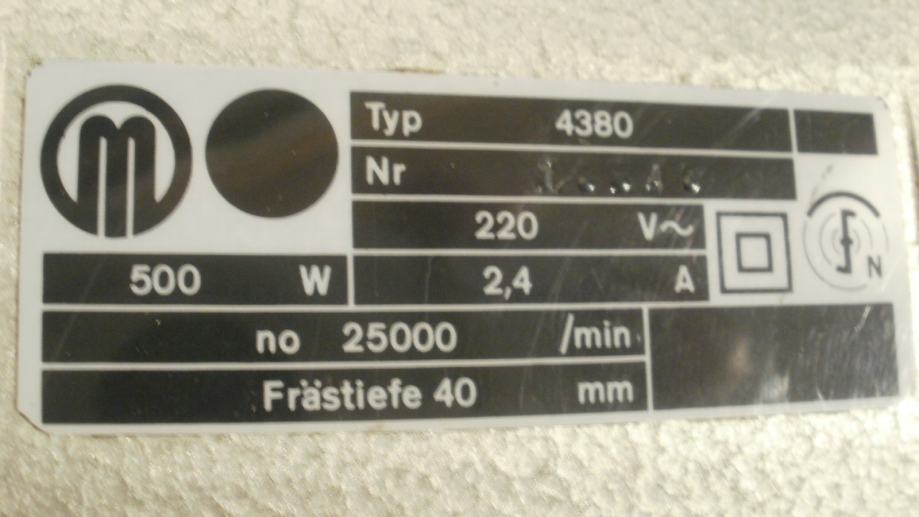 m
Typ 4380
Nr
220 V~
500 W 2,4 A
N
no 25000 /min
Frästiefe 40 mm